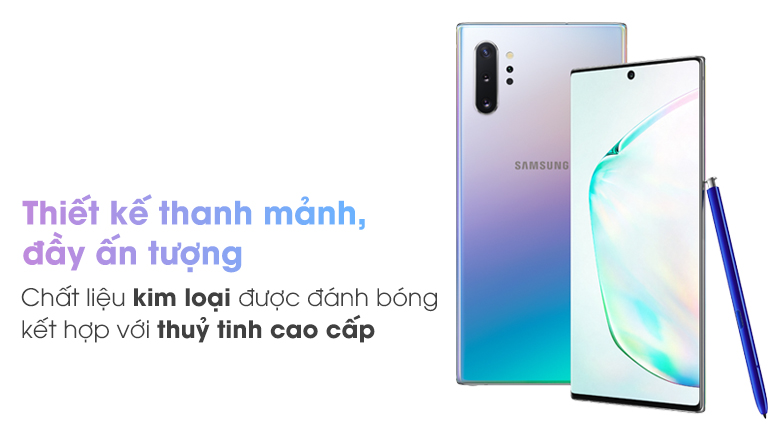 SAMSUNG
Thiết kế thanh mảnh,
đầy ấn tượng
Chất liệu kim loại được đánh bóng
kết hợp với thuỷ tinh cao cấp